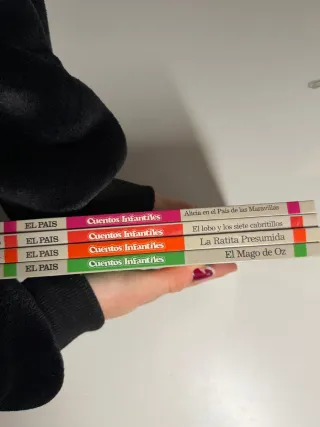 EL PAIS Cuentos Infantiles Alicia en el País de las Maravillas
EL PAIS Cuentos Infantiles El lobo y los siete cabritillos
EL PAIS Cuentos Infantiles La Ratita Presumida
EL PAIS Cuentos Infantiles El Mago de Oz